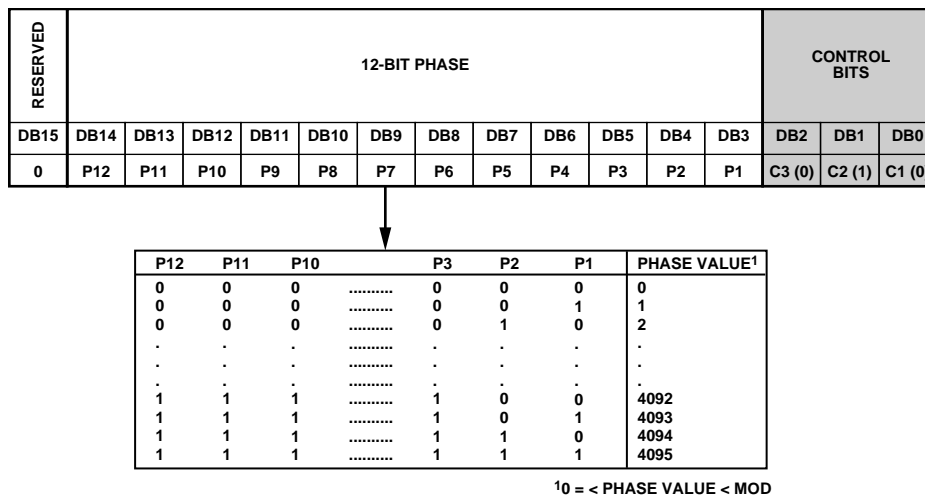 RESERVED
12-BIT PHASE
CONTROL
BITS
DB15 DB14 DB13 DB12 DB11 DB10 DB9 DB8 DB7 DB6 DB5 DB4 DB3 DB2 DB1 DB0
0 P12 P11 P10 P9 P8 P7 P6 P5 P4 P3 P2 P1 C3 (0) C2 (1) C1 (0
P12 P11 P10 P3 P2 P1 PHASE VALUE1
0 0 0 .......... 0 0 0 0
0 0 0 .......... 0 0 1 1
0 0 0 .......... 0 1 0 2
. . . .......... . . . .
. . . .......... . . . .
. . . .......... . . . .
1 1 1 .......... 1 0 0 4092
1 1 1 .......... 1 0 1 4093
1 1 1 .......... 1 1 0 4094
1 1 1 .......... 1 1 1 4095
10 = < PHASE VALUE < MOD